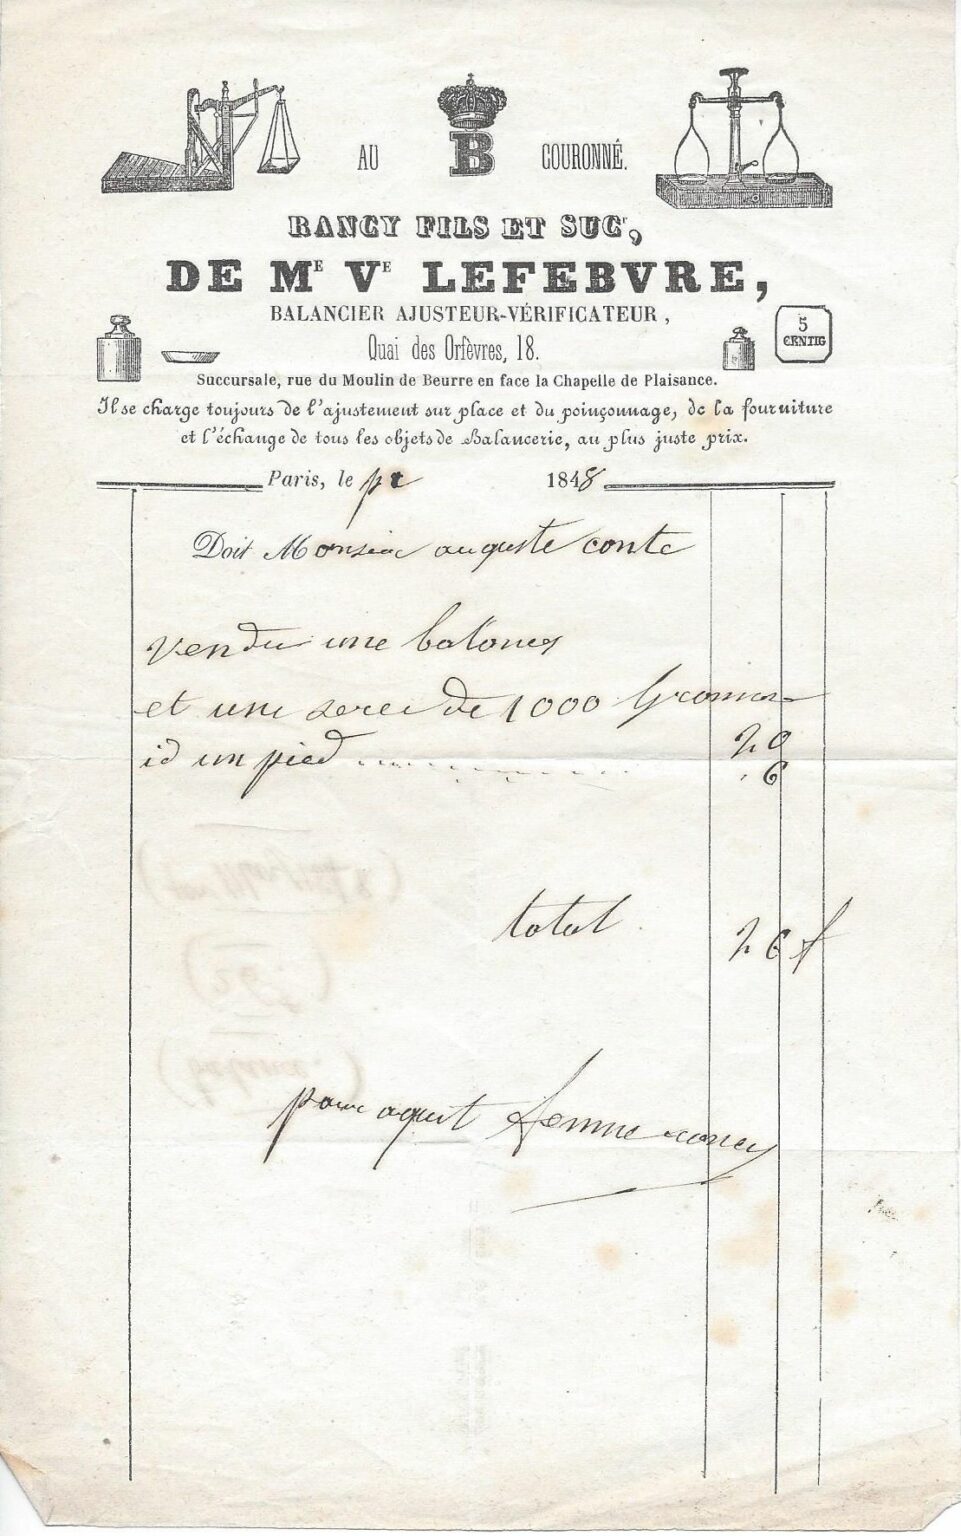 AU B COURONNÉ.
RANCY FILS ET SUCr,
DE ME VE LEFEBVRE,
BALANCIER AJUSTEUR-VÉRIFICATEUR,
5
CENTIG
Quai des Orfèvres, 18.
Succursale, rue du Moulin de Beurre en face la Chapelle de Plaisance.
Il se charge toujours de l'ajustement sur place et du poinçonnage, de la fourniture
et l'échange de tous les objets de Balancerie, au plus juste prix.
Paris, le 1848
Doit Monsieur auguste conte
vendu une balance
et une serei de 1000 Grammes
20
id un pied 6
total 26 f
pour aquit femme rancy